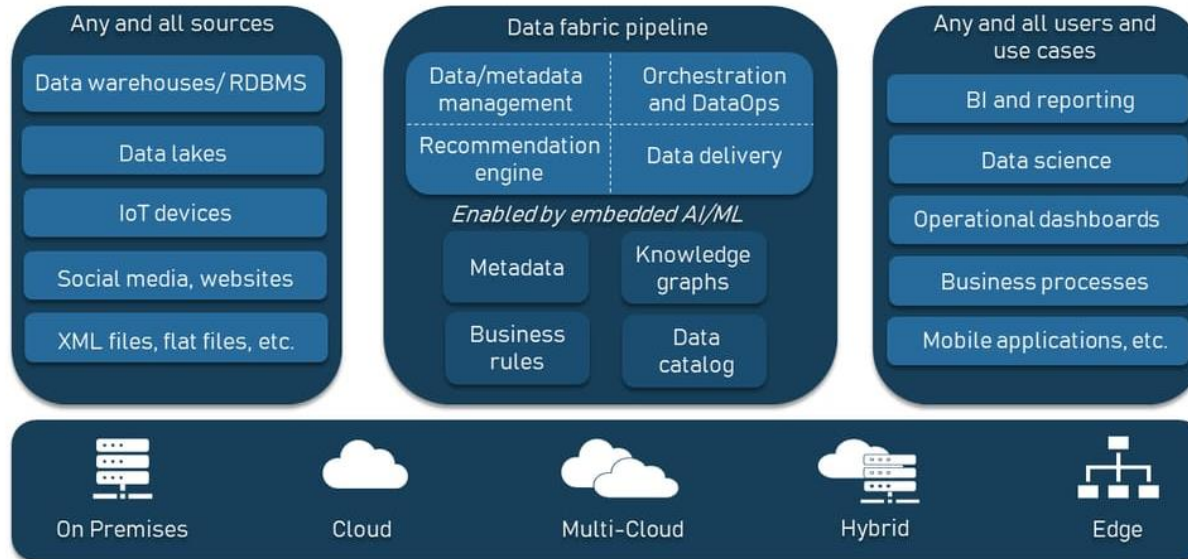 Any and all sources
Data warehouses/ RDBMS
Data lakes
IoT devices
Social media, websites
XML files, flat files, etc.
Data fabric pipeline
Data/metadata
management
Orchestration
and DataOps
Recommendation
engine
Data delivery
Enabled by embedded AI/ML
Metadata
Knowledge
graphs
Business
rules
Data
catalog
Any and all users and
use cases
BI and reporting
Data science
Operational dashboards
Business processes
Mobile applications, etc.
On Premises
Cloud
Multi-Cloud
Hybrid
Edge